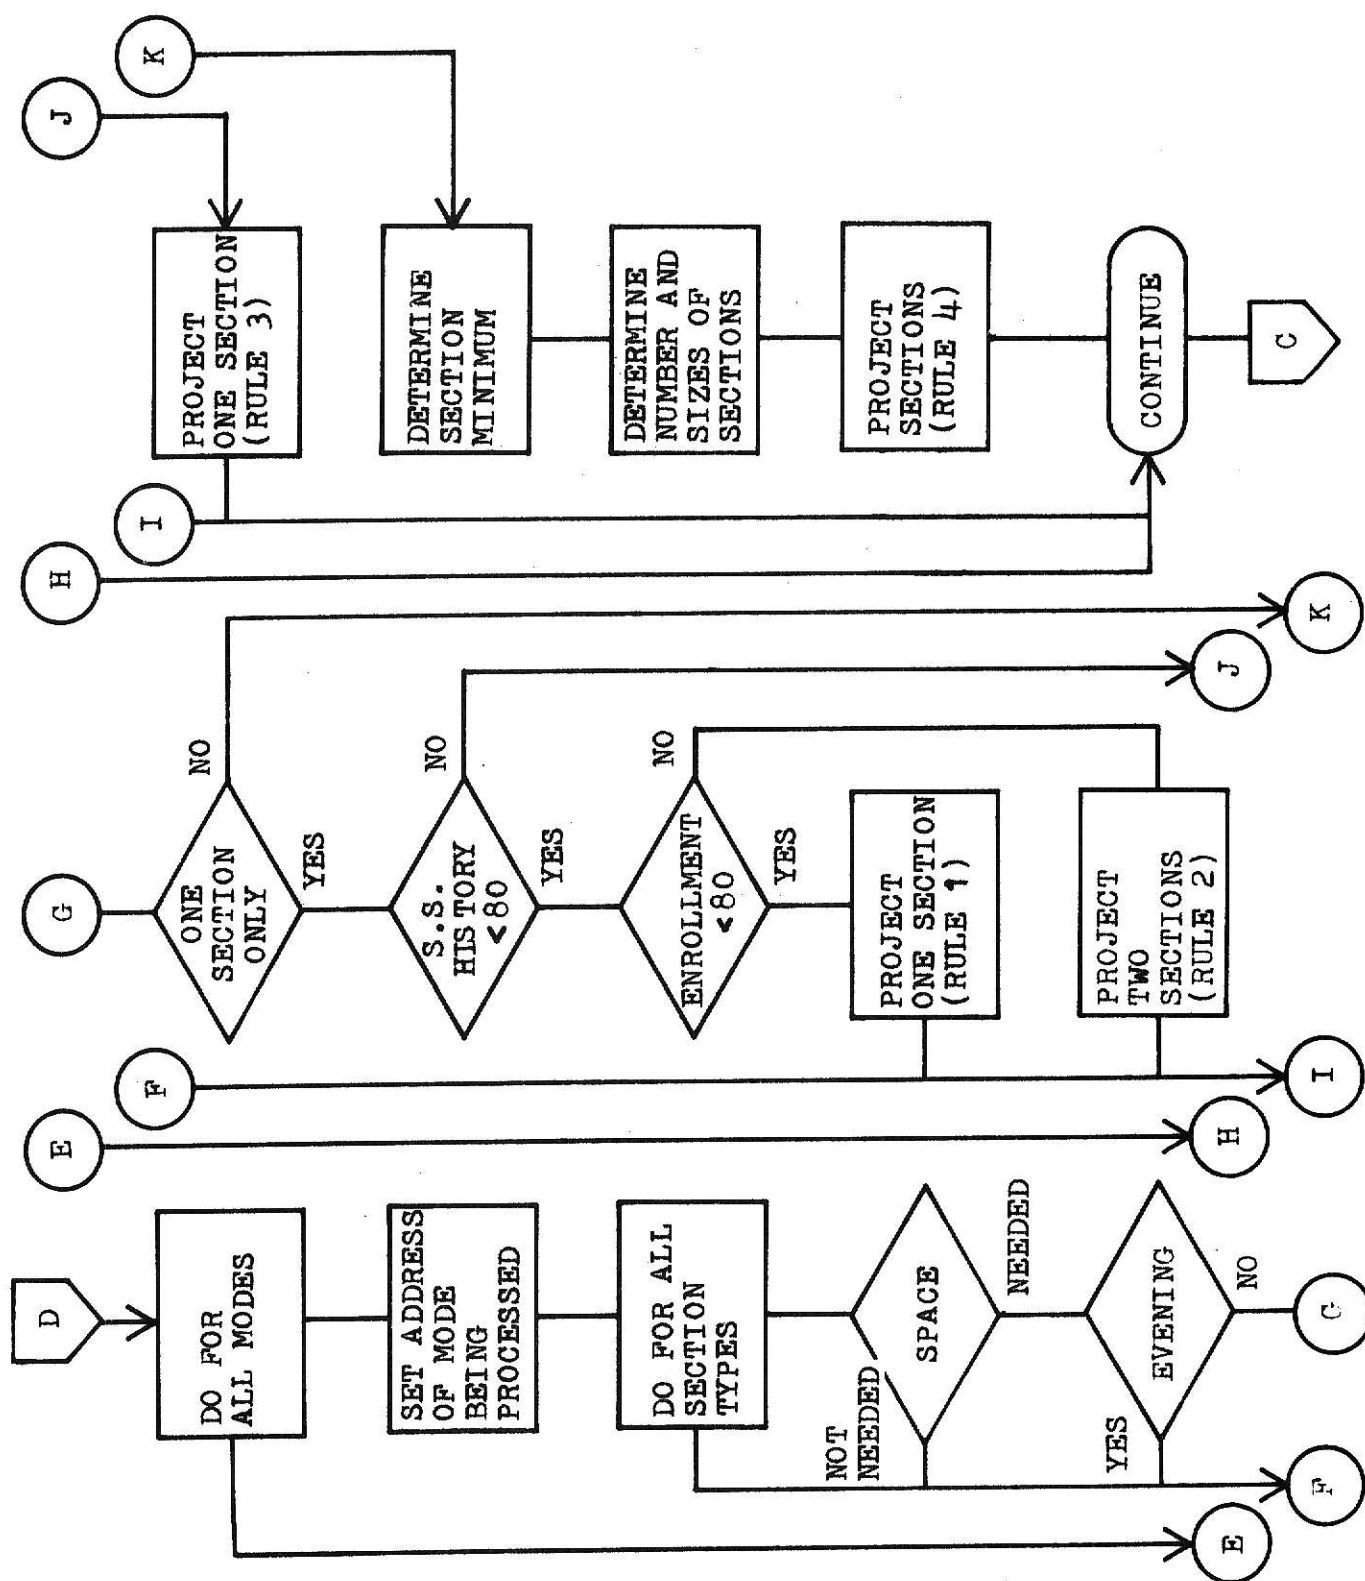 D
DO FOR
ALL MODES
SET ADDRESS
OF MODE
BEING
PROCESSED
DO FOR ALL
SECTION
TYPES
NOT
NEEDED
SPACE
NEEDED
YES
EVENING
NO
E
F
G
E
F
G
ONE
SECTION
ONLY
NO
YES
S.S.
HISTORY
<80
NO
YES
ENROLLMENT
<80
NO
YES
PROJECT
ONE SECTION
(RULE 1)
PROJECT
TWO
SECTIONS
(RULE 2)
H
I
J
K
H
I
J
K
PROJECT
ONE SECTION
(RULE 3)
DETERMINE
SECTION
MINIMUM
DETERMINE
NUMBER AND
SIZES OF
SECTIONS
PROJECT
SECTIONS
(RULE 4)
CONTINUE
C